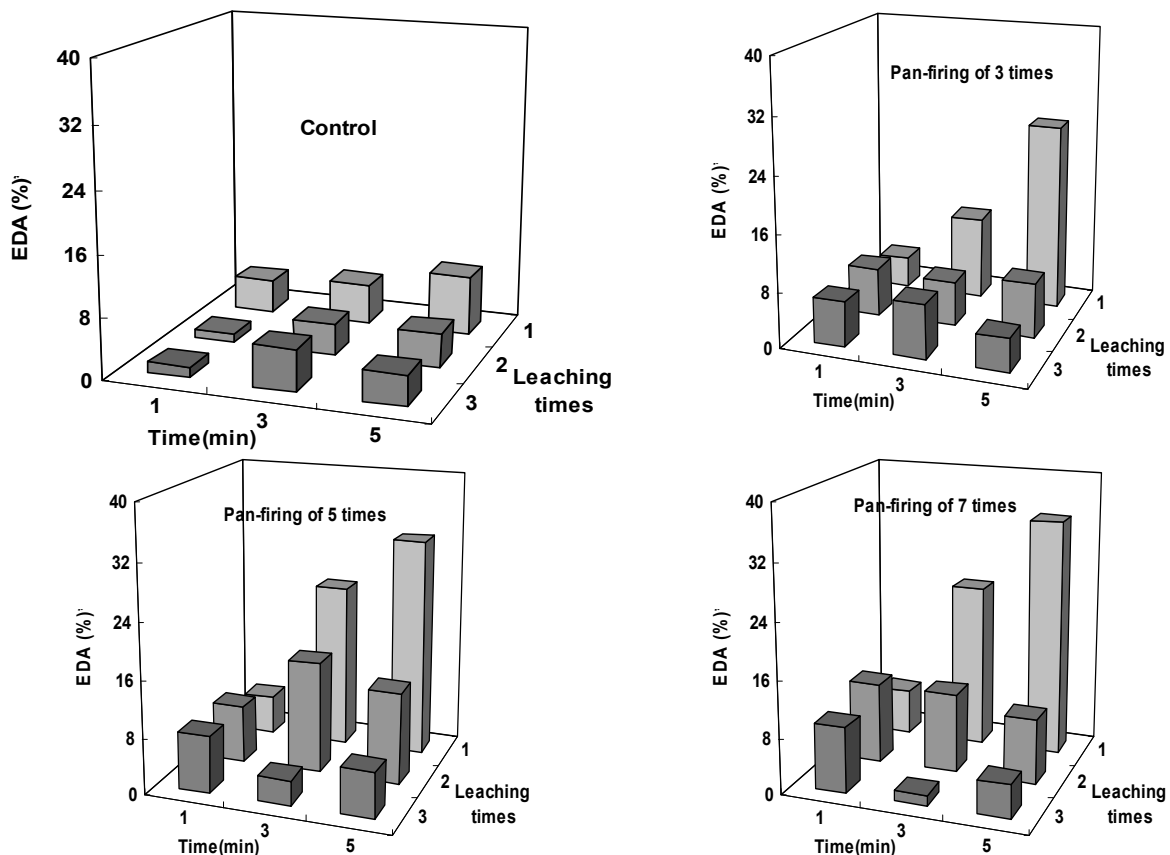 Control
EDA (%)¹
40
32
24
16
8
0
1
3
5
Time(min)
1
2
3
Leaching
times
Pan-firing of 3 times
EDA (%)¹
40
32
24
16
8
0
1
3
5
Time(min)
1
2
3
Leaching
times
Pan-firing of 5 times
EDA (%)¹
40
32
24
16
8
0
1
3
5
Time(min)
1
2
3
Leaching
times
Pan-firing of 7 times
EDA (%)¹
40
32
24
16
8
0
1
3
5
Time(min)
1
2
3
Leaching
times